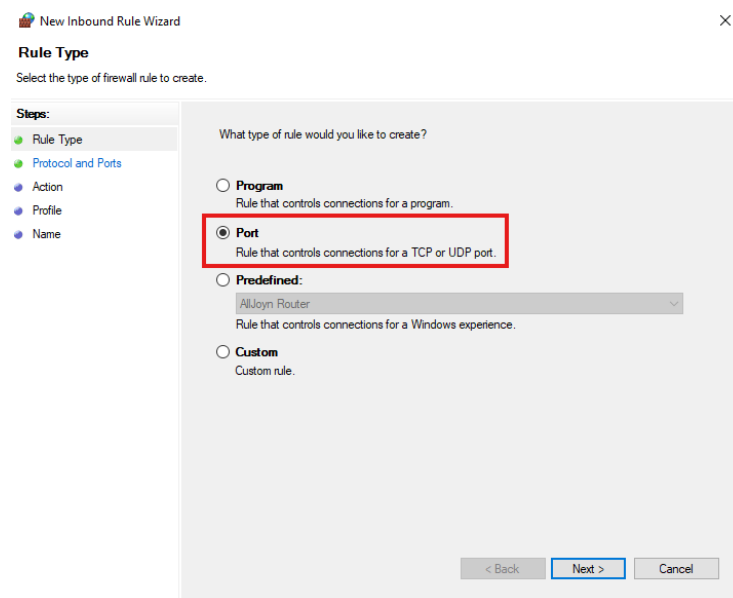 New Inbound Rule Wizard
Rule Type
Select the type of firewall rule to create.
Steps:
Rule Type
Protocol and Ports
Action
Profile
Name
What type of rule would you like to create?
Program
Rule that controls connections for a program.
Port
Rule that controls connections for a TCP or UDP port.
Predefined:
AllJoyn Router
Rule that controls connections for a Windows experience.
Custom
Custom rule.
< Back
Next >
Cancel